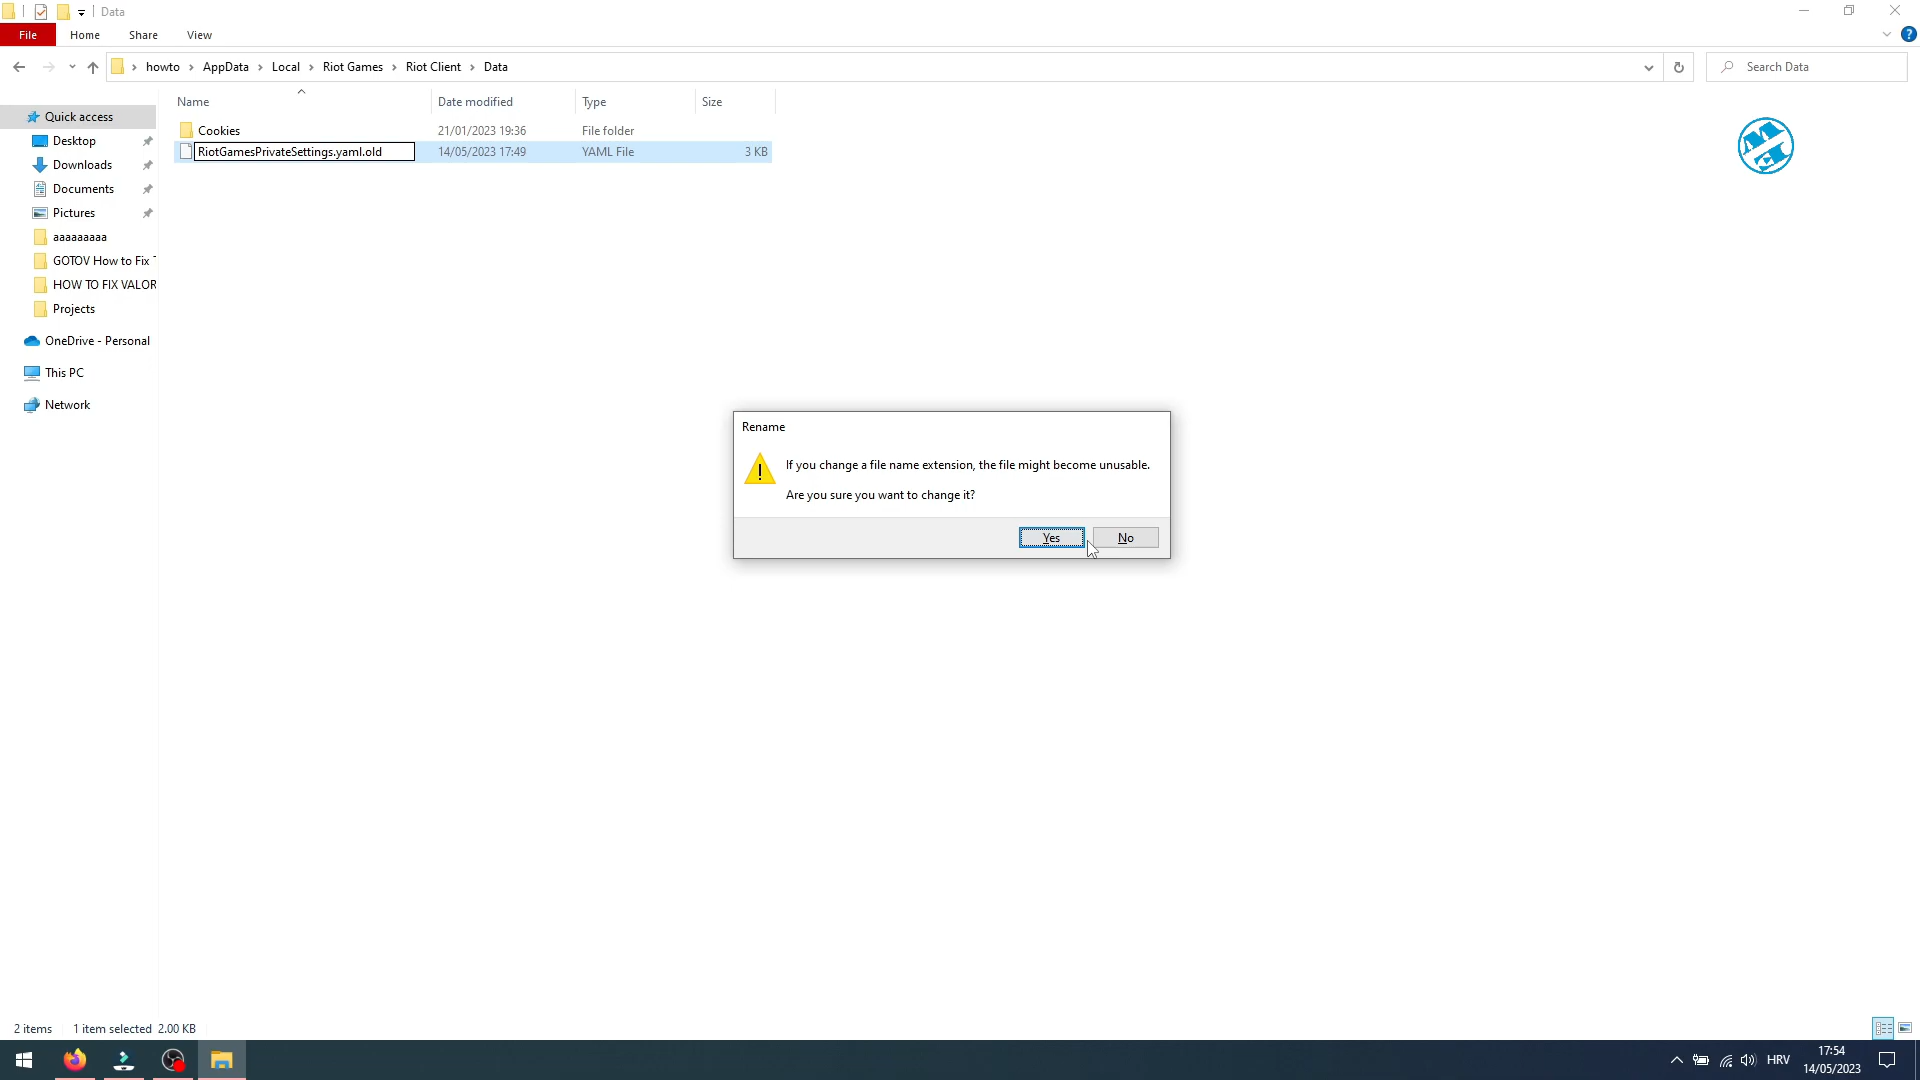 Data
File Home Share View
howto AppData Local Riot Games Riot Client Data
Search Data
Name Date modified Type Size
Quick access
Desktop
Downloads
Documents
Pictures
aaaaaaaaa
GOTOV How to Fix
HOW TO FIX VALOR
Projects
OneDrive - Personal
This PC
Network
Cookies 21/01/2023 19:36 File folder
RiotGamesPrivateSettings.yaml.old 14/05/2023 17:49 YAML File 3 KB
Rename
If you change a file name extension, the file might become unusable.
Are you sure you want to change it?
Yes No
2 items 1 item selected 2.00 KB
HRV
17:54
14/05/2023